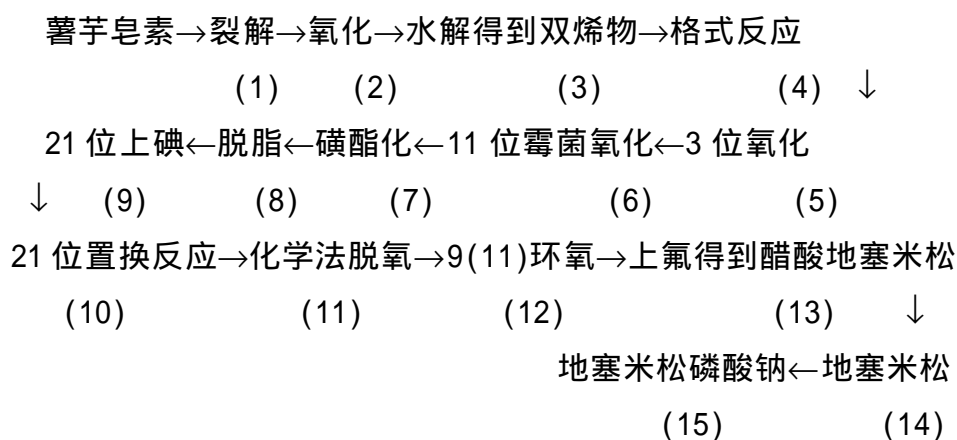 薯芋皂素→裂解→氧化→水解得到双烯物→格式反应
(1) (2) (3) (4) ↓
21 位上碘←脱脂←磺酯化←11 位霉菌氧化←3 位氧化
↓ (9) (8) (7) (6) (5)
21 位置换反应→化学法脱氧→9(11)环氧→上氟得到醋酸地塞米松
(10) (11) (12) (13) ↓
地塞米松磷酸钠←地塞米松
(15) (14)